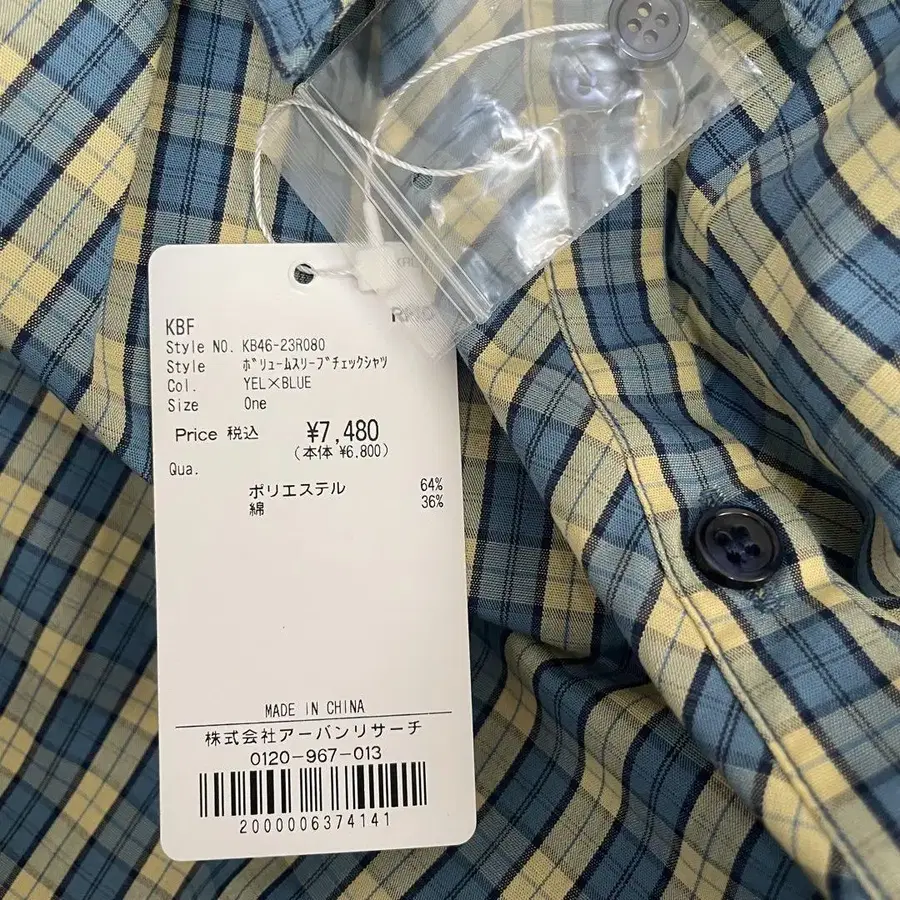 KBF
Style NO. KB46-23R080
Style ﾎﾞﾘｭｰﾑｽﾘｰﾌﾞﾁｪｯｸｼｬﾂ
Col. YEL×BLUE
Size One
Price 税込 ¥7,480
(本体 ¥6.800)
Qua.
ポリエステル 64%
綿 36%
MADE IN CHINA
株式会社アーバンリサーチ
0120-967-013
2000006374141